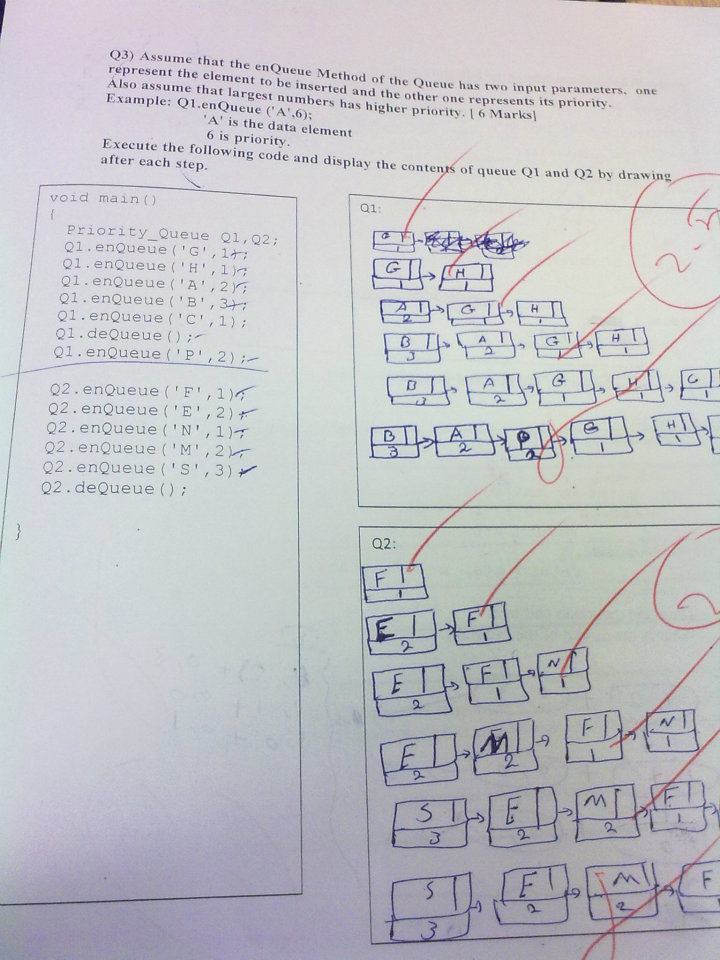 Q3) Assume that the enQueue Method of the Queue has two input parameters, one
represent the element to be inserted and the other one represents its priority.
Also assume that largest numbers has higher priority. [ 6 Marks]
Example: Q1.enQueue ('A',6);
'A' is the data element
6 is priority.
Execute the following code and display the contents of queue Q1 and Q2 by drawing
after each step.
void main()
{
Priority_Queue Q1,Q2;
Q1.enQueue('G',1);
Q1.enQueue('H',1);
Q1.enQueue('A',2);
Q1.enQueue('B',3);
Q1.enQueue('C',1);
Q1.deQueue();
Q1.enQueue('P',2);
Q2.enQueue('F',1);
Q2.enQueue('E',2);
Q2.enQueue('N',1);
Q2.enQueue('M',2);
Q2.enQueue('S',3);
Q2.deQueue();
}
Q1:
1
G H
1 1
A G H
2 1 1
B A G H
3 2 1 1
B A G H C
3 2 1 1 1
B A P G H
3 2 2 1 1
Q2:
F
1
E F
2 1
E F N
2 1 1
E M F N
2 2 1 1
S E M F
3 2 2 1
S E M F
3 2 2